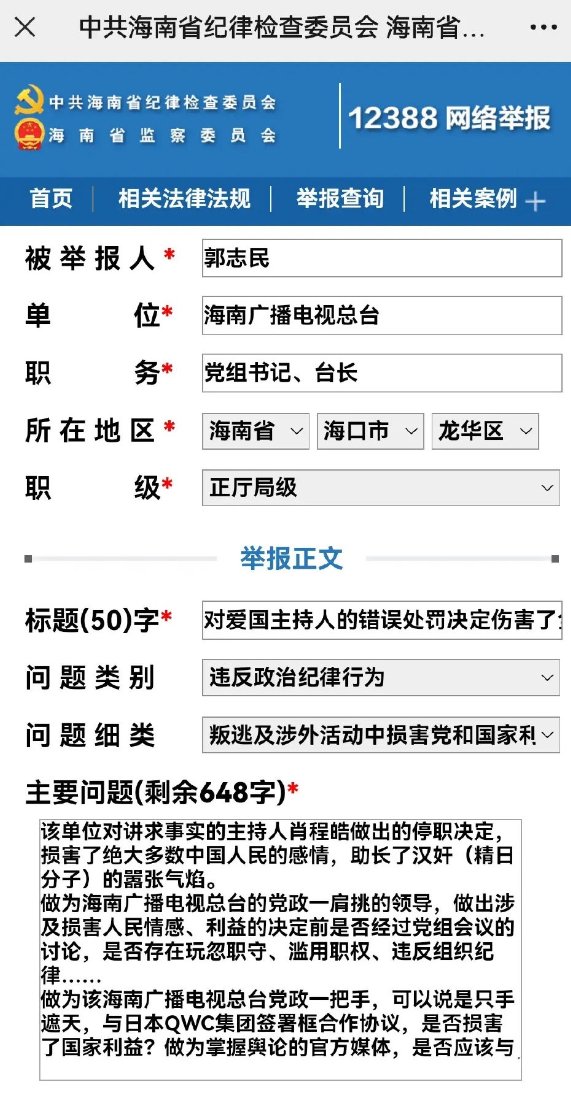 中共海南省纪律检查委员会 海南省...
中共海南省纪律检查委员会
海南省监察委员会
12388 网络举报
首页 相关法律法规 举报查询 相关案例
被举报人* 郭志民
单位* 海南广播电视总台
职务* 党组书记、台长
所在地区* 海南省 海口市 龙华区
职级* 正厅局级
举报正文
标题(50)字* 对爱国主持人的错误处罚决定伤害了
问题类别 违反政治纪律行为
问题细类 叛逃及涉外活动中损害党和国家利
主要问题(剩余648字)*
该单位对讲求事实的主持人肖程皓做出的停职决定,
损害了绝大多数中国人民的感情，助长了汉奸（精日
分子）的嚣张气焰。
做为海南广播电视总台的党政一肩挑的领导，做出涉
及损害人民情感、利益的决定前是否经过党组会议的
讨论，是否存在玩忽职守、滥用职权、违反组织纪
律......
做为该海南广播电视总台党政一把手，可以说是只手
遮天，与日本QWC集团签署框合作协议，是否损害
了国家利益？做为掌握舆论的官方媒体，是否应该与